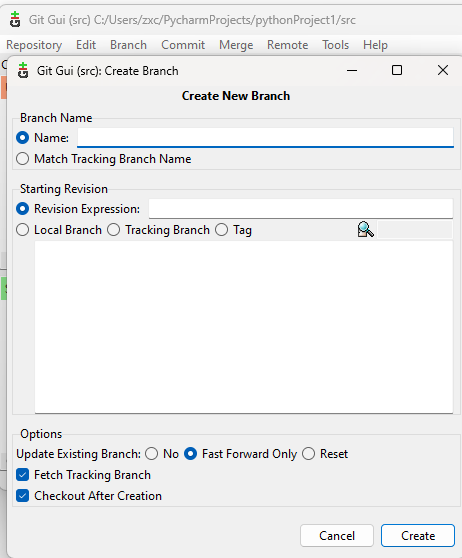 Git Gui (src) C:/Users/zxc/PycharmProjects/pythonProject1/src
Repository Edit Branch Commit Merge Remote Tools Help
Git Gui (src): Create Branch
Create New Branch
Branch Name
Name:
Match Tracking Branch Name
Starting Revision
Revision Expression:
Local Branch Tracking Branch Tag
Options
Update Existing Branch: No Fast Forward Only Reset
Fetch Tracking Branch
Checkout After Creation
Cancel Create